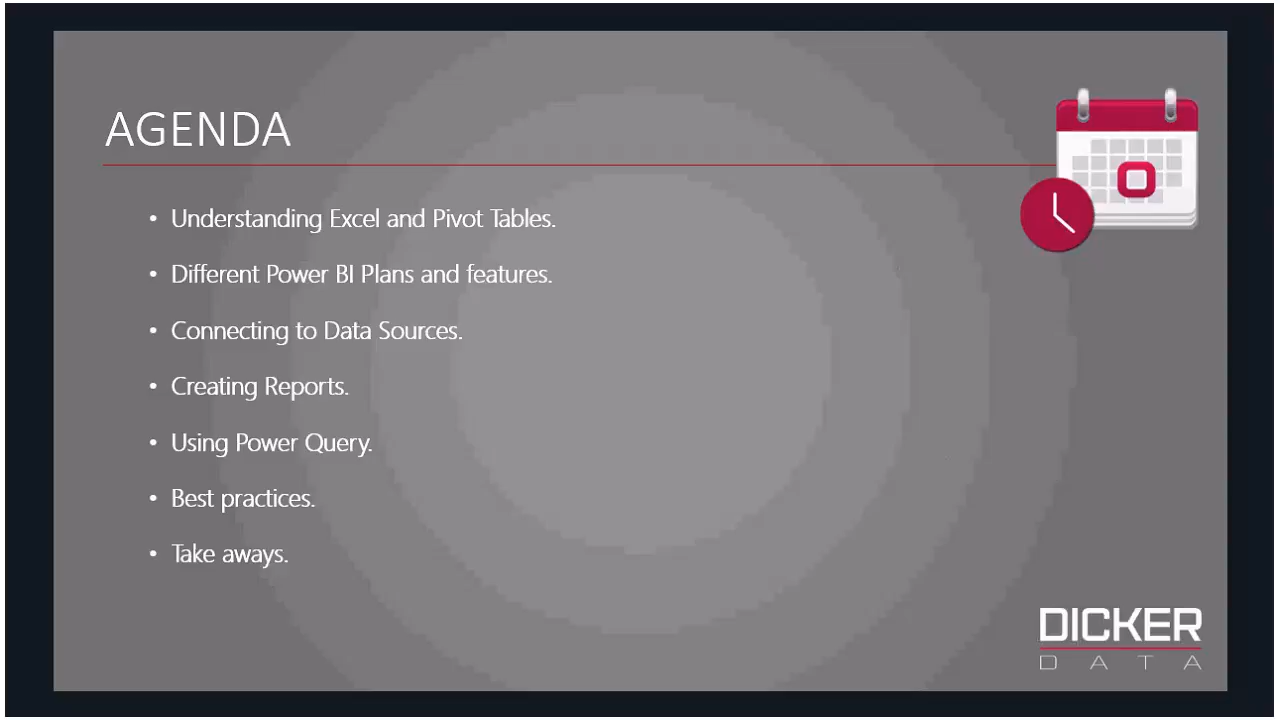 AGENDA
• Understanding Excel and Pivot Tables.
• Different Power BI Plans and features.
• Connecting to Data Sources.
• Creating Reports.
• Using Power Query.
• Best practices.
• Take aways.
DICKER
DATA